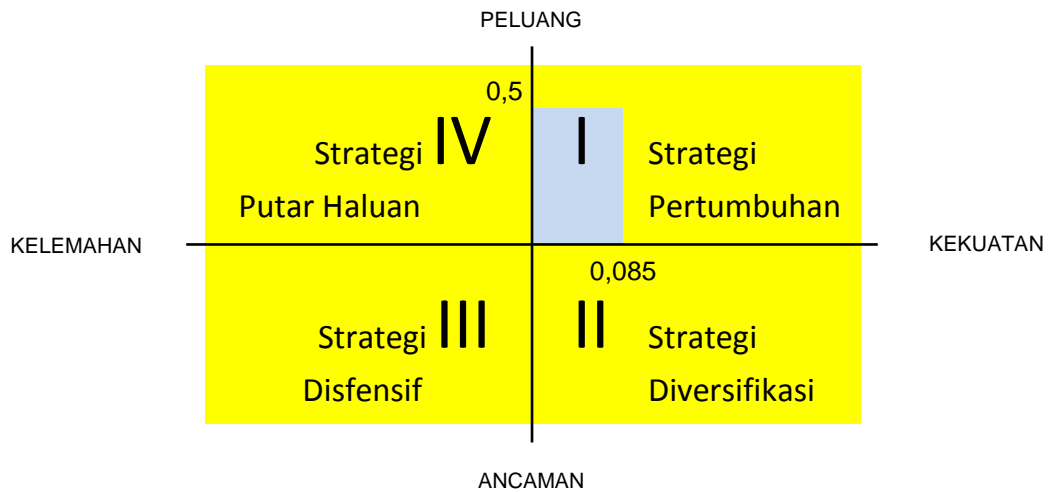 PELUANG
0,5
Strategi IV
Putar Haluan
I Strategi
Pertumbuhan
KELEMAHAN
KEKUATAN
0,085
Strategi III
Disfensif
II Strategi
Diversifikasi
ANCAMAN